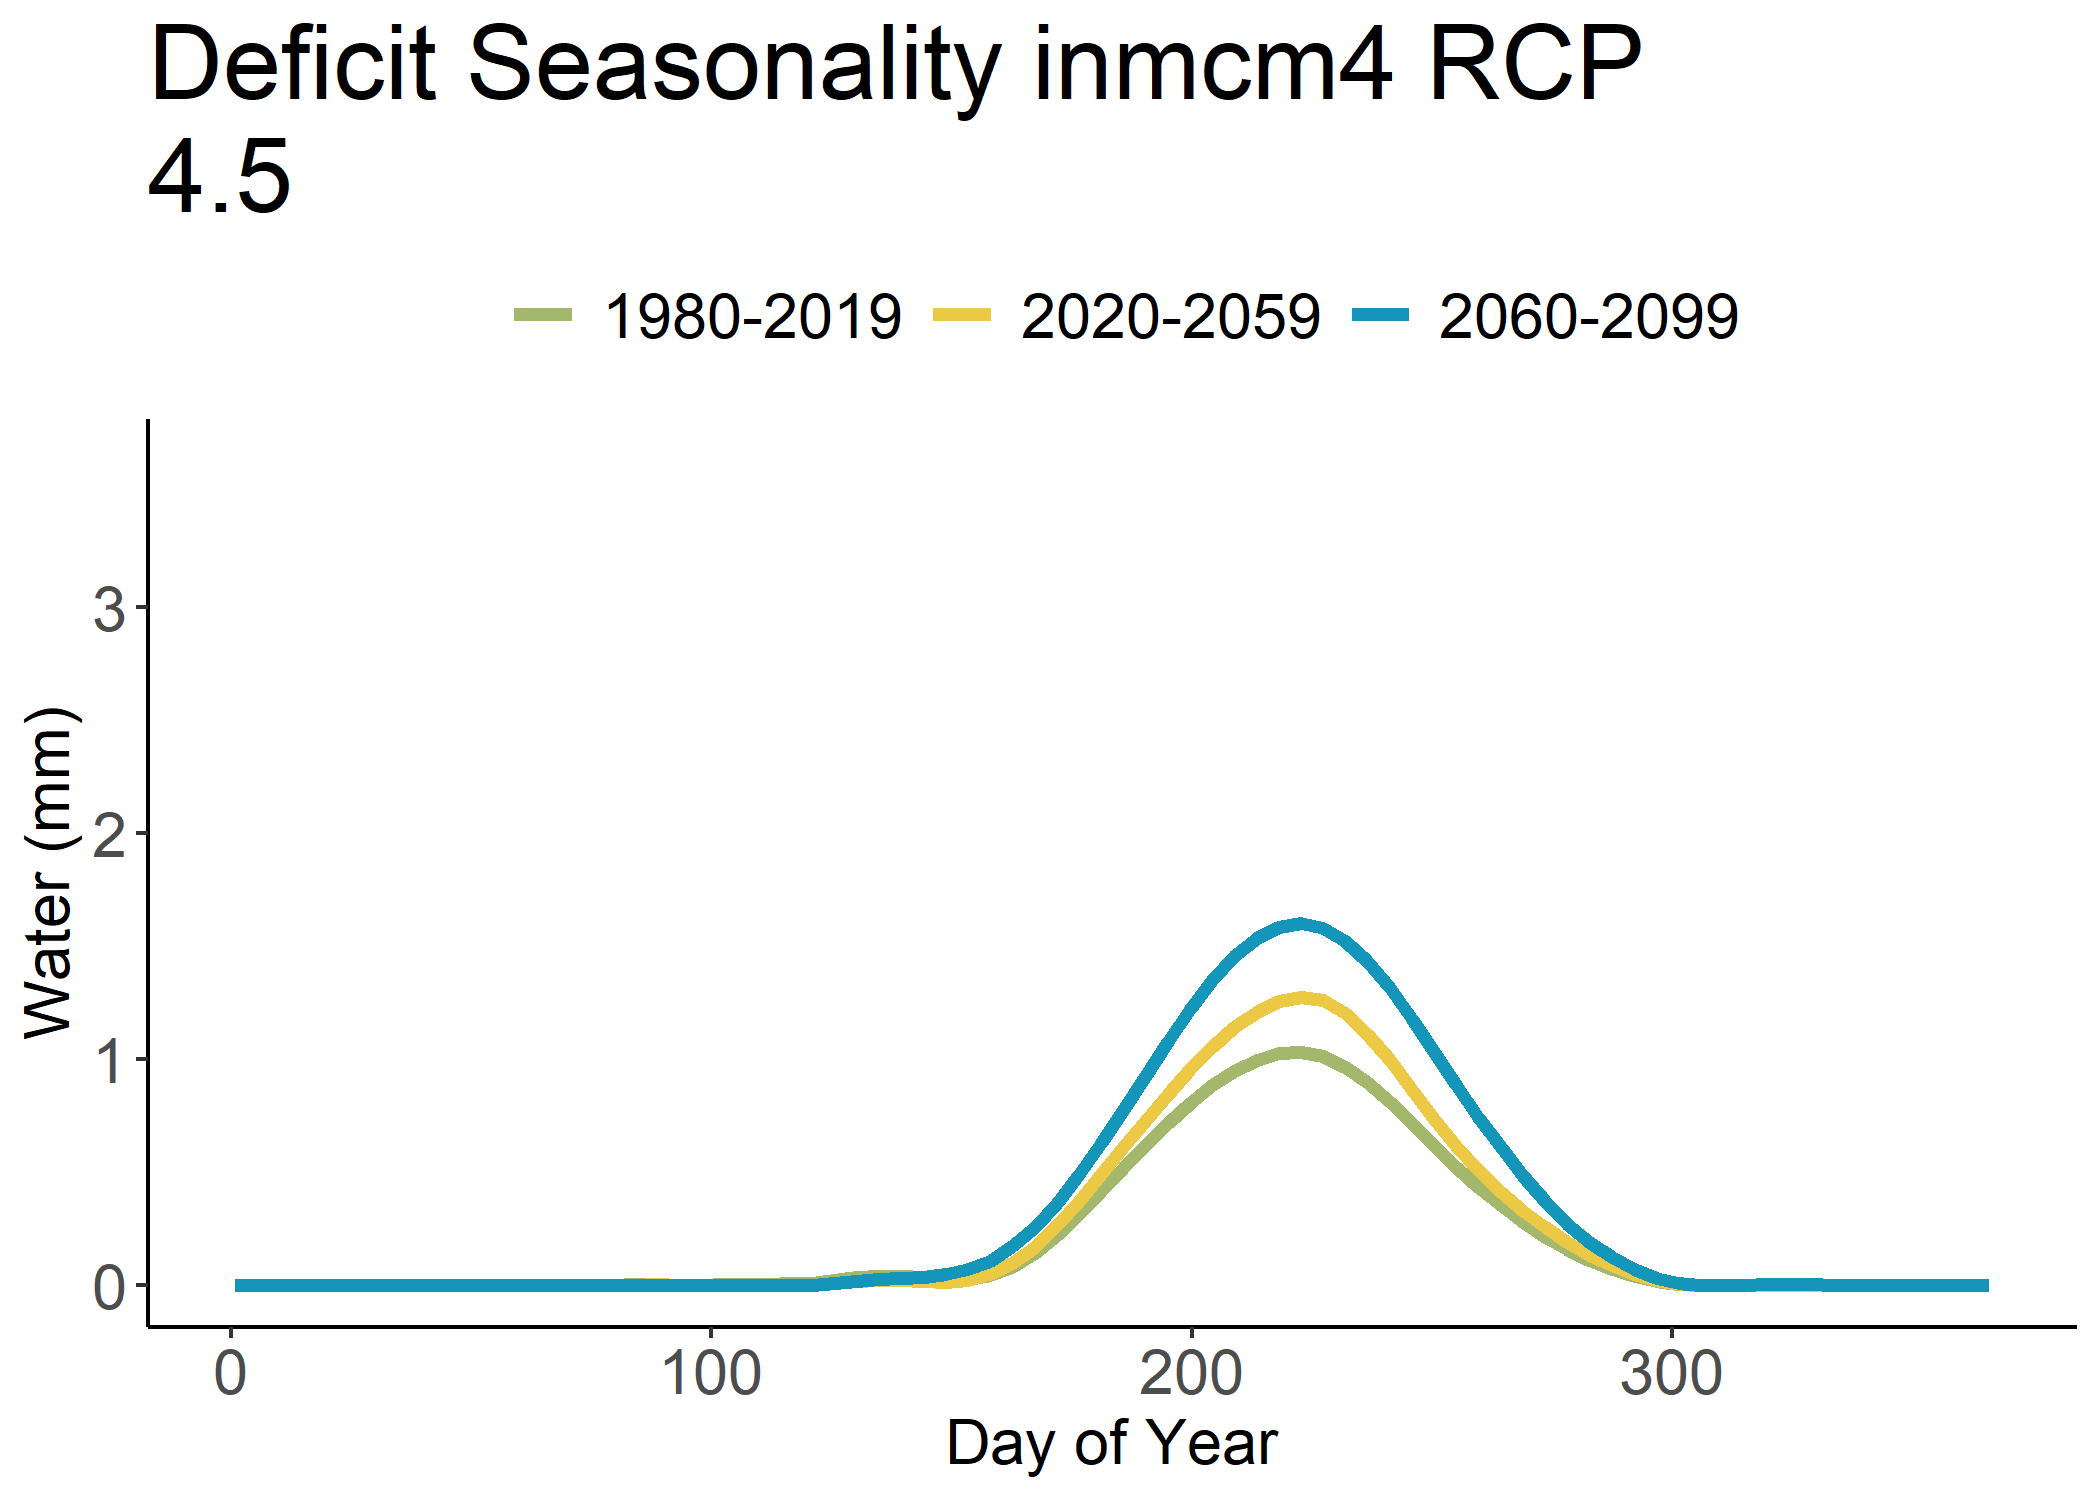 Deficit Seasonality inmcm4 RCP
4.5
1980-2019 2020-2059 2060-2099
3
2
1
0
Water (mm)
0 100 200 300
Day of Year